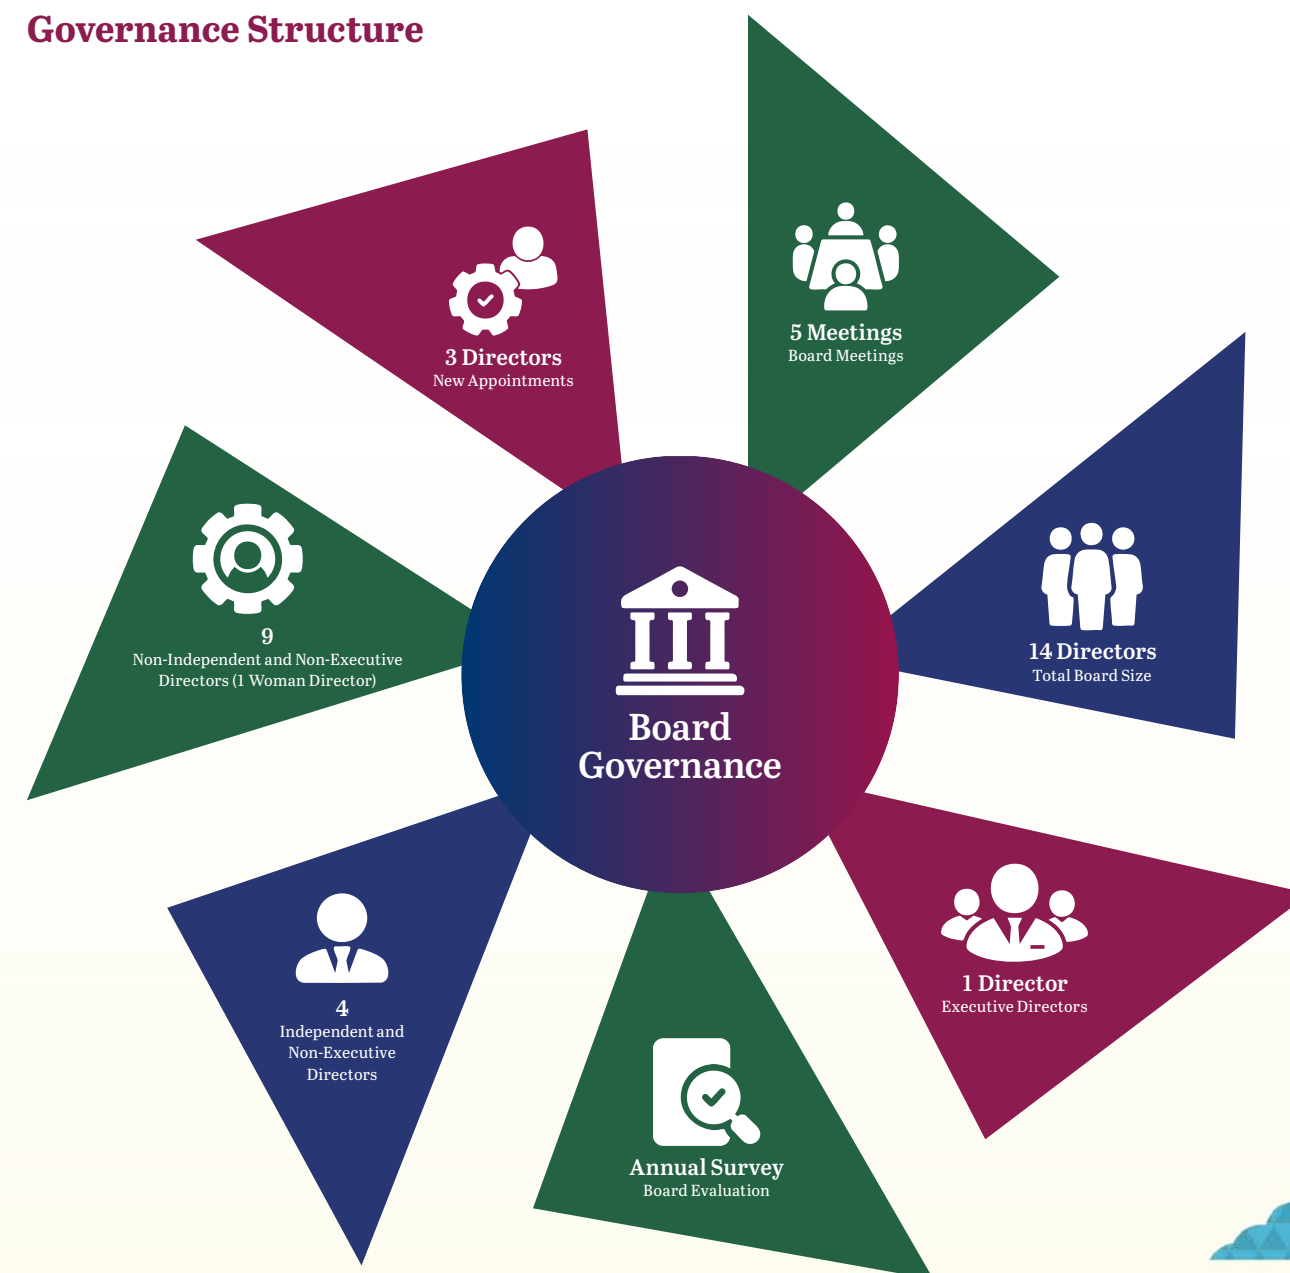 Governance Structure
5 Meetings
Board Meetings
3 Directors
New Appointments
14 Directors
Total Board Size
9
Non-Independent and Non-Executive
Directors (1 Woman Director)
Board
Governance
1 Director
Executive Directors
4
Independent and
Non-Executive
Directors
Annual Survey
Board Evaluation